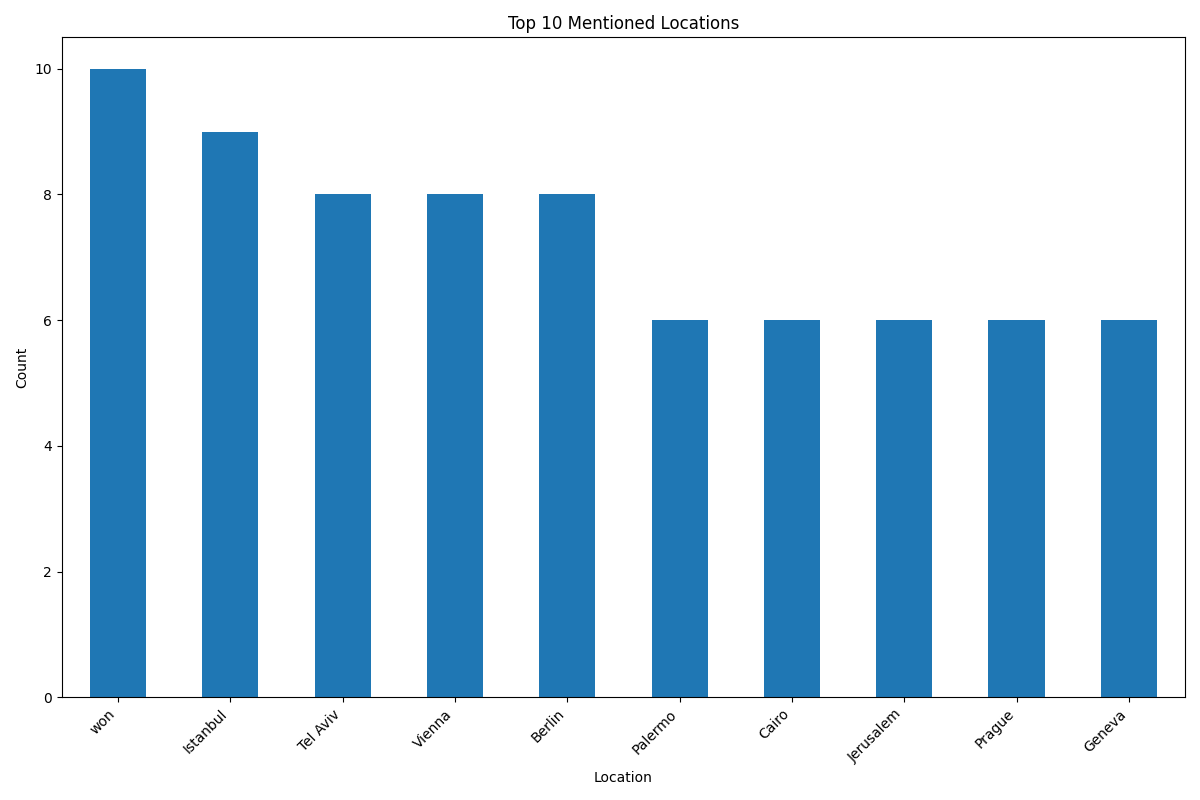 Top 10 Mentioned Locations
Count
10
8
6
4
2
0
won
Istanbul
Tel Aviv
Vienna
Berlin
Palermo
Cairo
Jerusalem
Prague
Geneva
Location